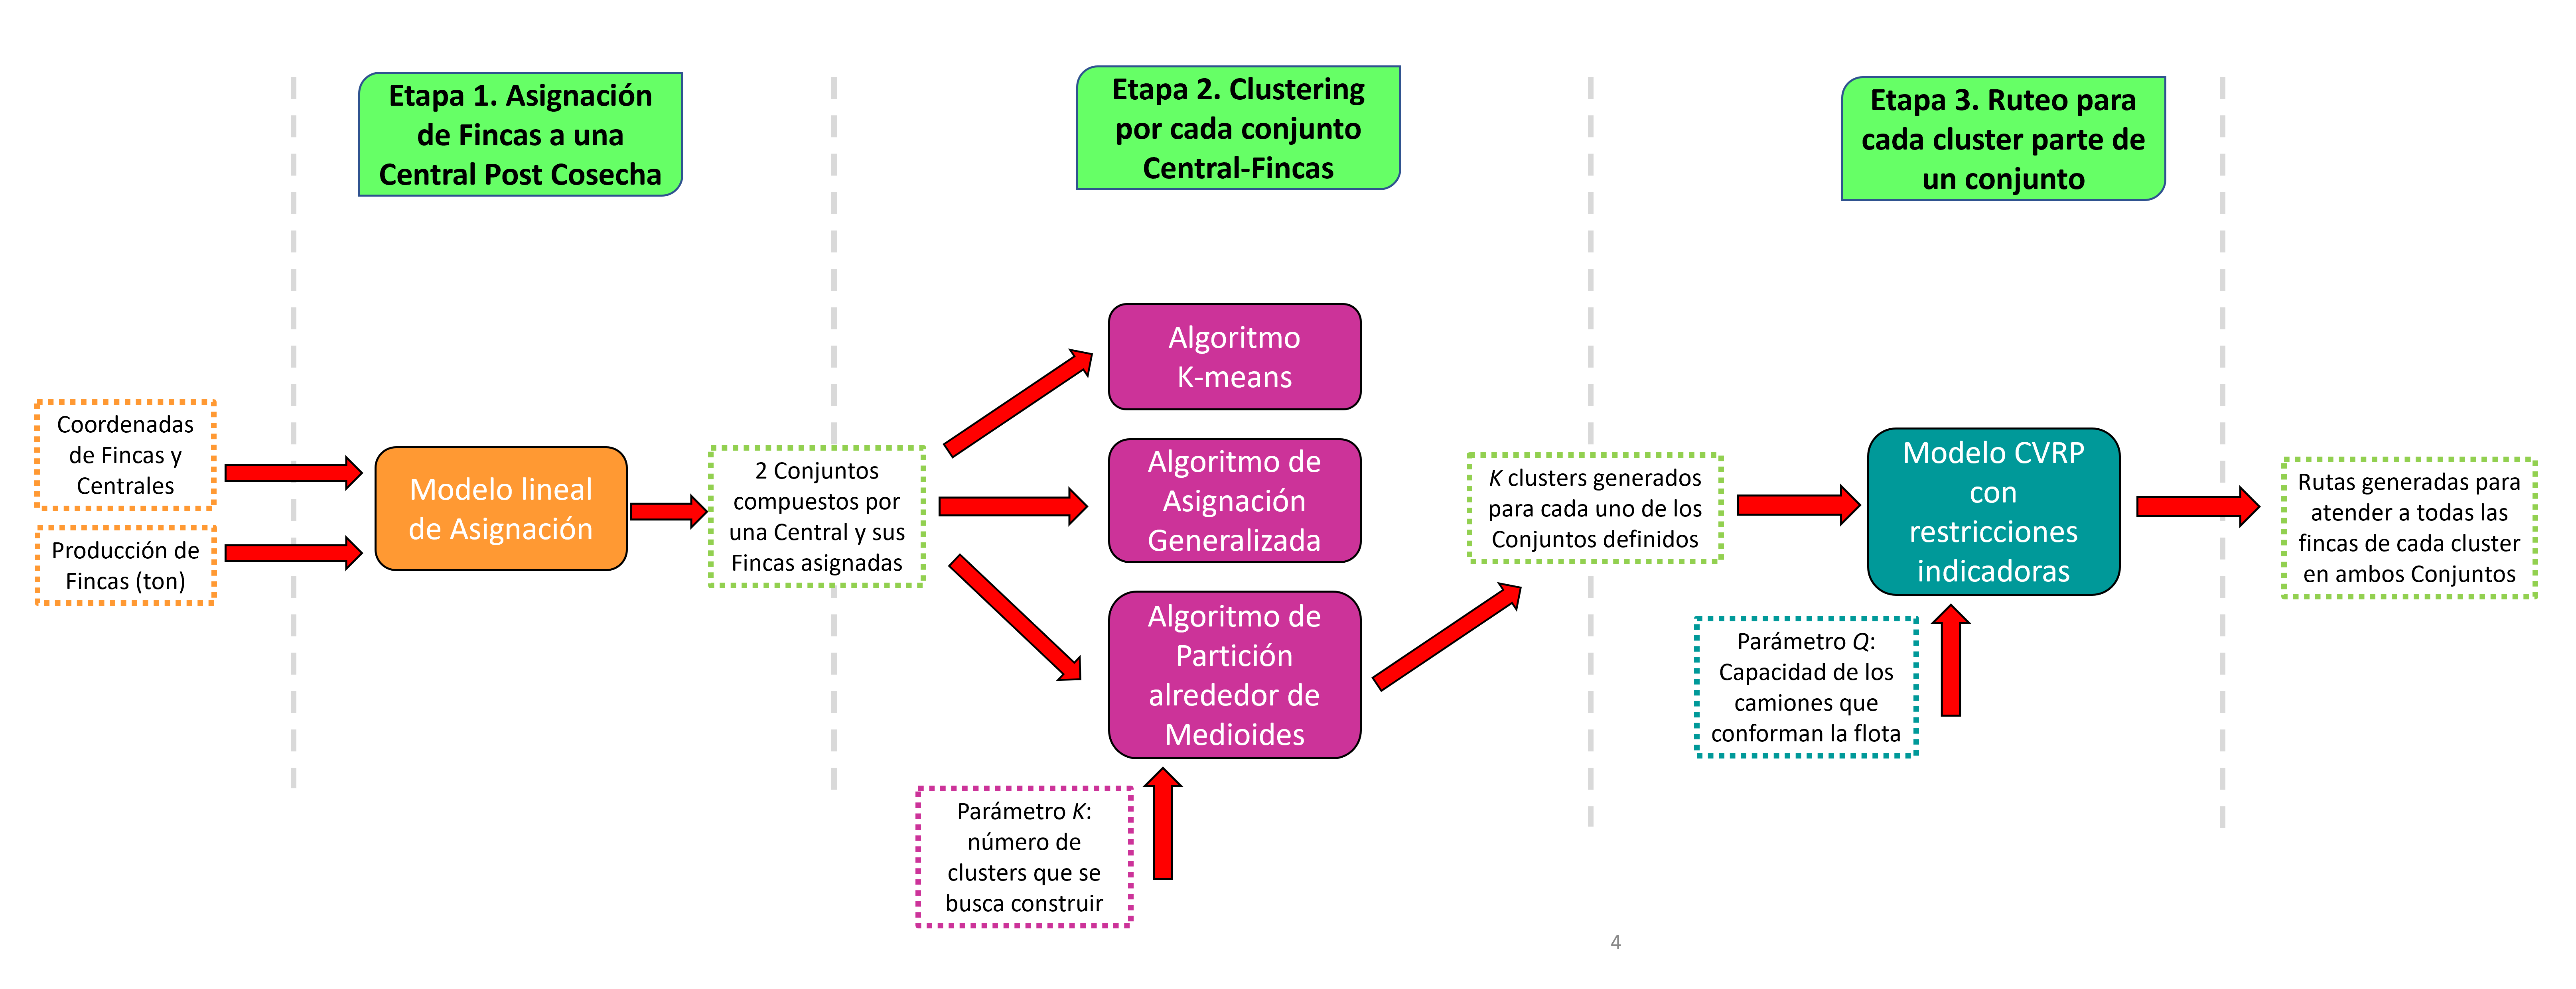 Etapa 1. Asignación
de Fincas a una
Central Post Cosecha
Etapa 2. Clustering
por cada conjunto
Central-Fincas
Etapa 3. Ruteo para
cada cluster parte de
un conjunto
Coordenadas
de Fincas y
Centrales
Producción de
Fincas (ton)
Modelo lineal
de Asignación
2 Conjuntos
compuestos por
una Central y sus
Fincas asignadas
Algoritmo
K-means
Algoritmo de
Asignación
Generalizada
Algoritmo de
Partición
alrededor de
Medioides
Parámetro K:
número de
clusters que se
busca construir
K clusters generados
para cada uno de los
Conjuntos definidos
Modelo CVRP
con
restricciones
indicadoras
Parámetro Q:
Capacidad de los
camiones que
conforman la flota
Rutas generadas para
atender a todas las
fincas de cada cluster
en ambos Conjuntos
4